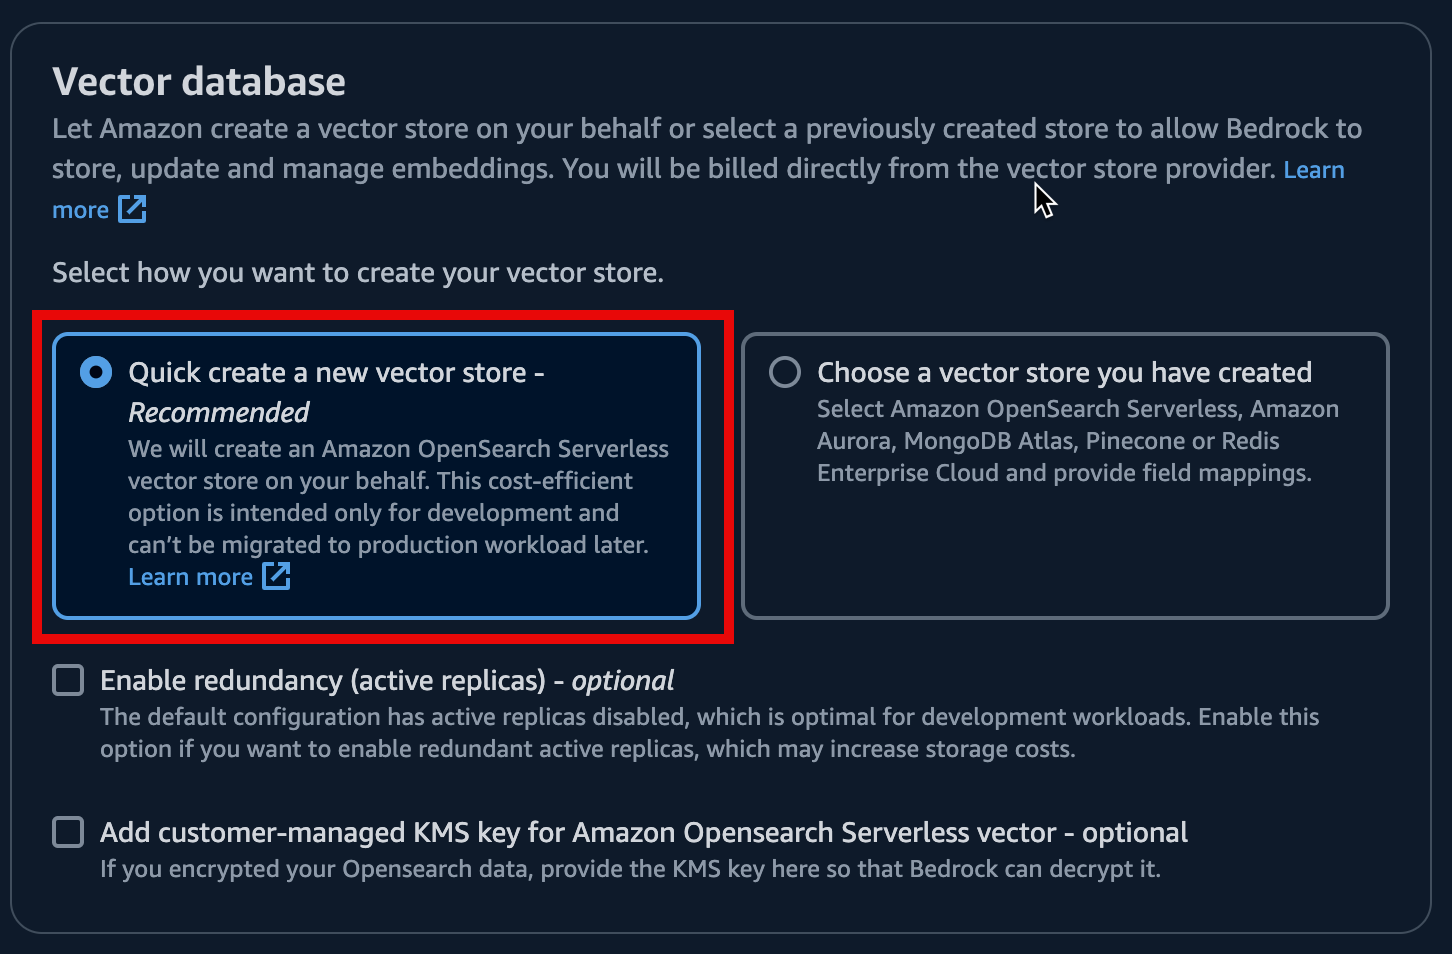 Vector database
Let Amazon create a vector store on your behalf or select a previously created store to allow Bedrock to
store, update and manage embeddings. You will be billed directly from the vector store provider. Learn
more
Select how you want to create your vector store.
Quick create a new vector store -
Recommended
We will create an Amazon OpenSearch Serverless
vector store on your behalf. This cost-efficient
option is intended only for development and
can’t be migrated to production workload later.
Learn more
Choose a vector store you have created
Select Amazon OpenSearch Serverless, Amazon
Aurora, MongoDB Atlas, Pinecone or Redis
Enterprise Cloud and provide field mappings.
Enable redundancy (active replicas) - optional
The default configuration has active replicas disabled, which is optimal for development workloads. Enable this
option if you want to enable redundant active replicas, which may increase storage costs.
Add customer-managed KMS key for Amazon Opensearch Serverless vector - optional
If you encrypted your Opensearch data, provide the KMS key here so that Bedrock can decrypt it.